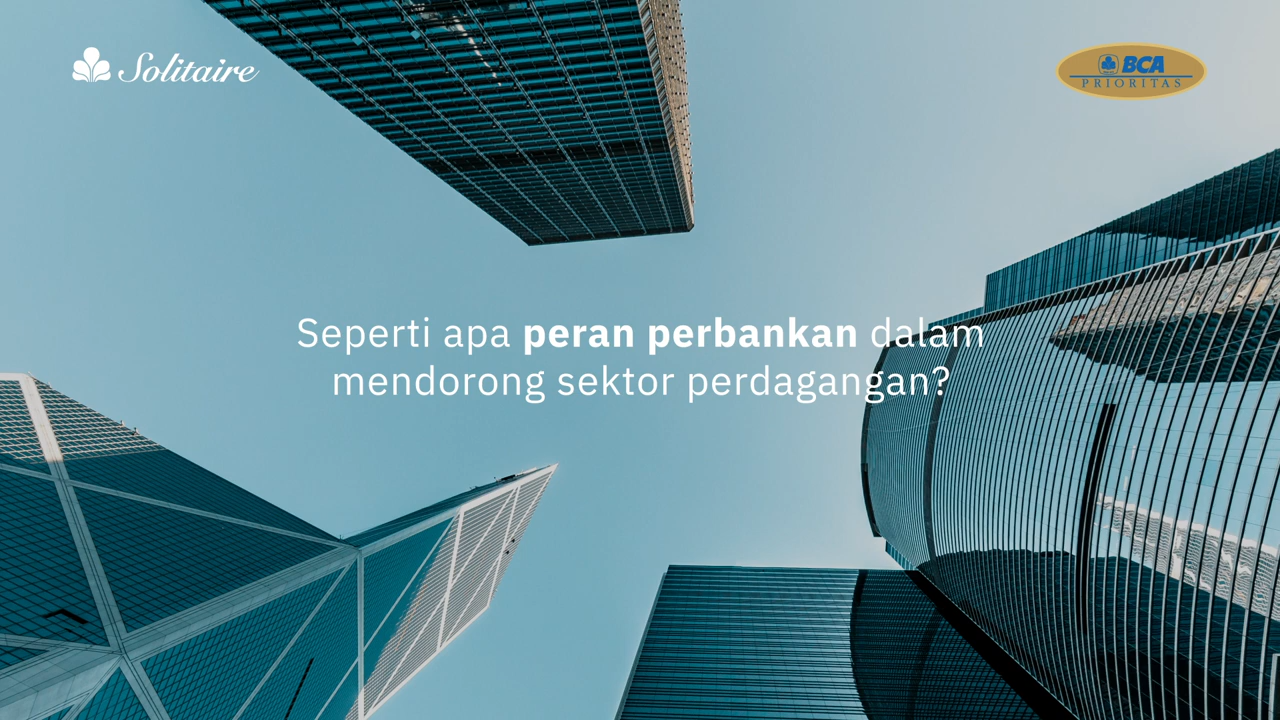 Solitaire
BCA
PRIORITAS
Seperti apa peran perbankan dalam
mendorong sektor perdagangan?